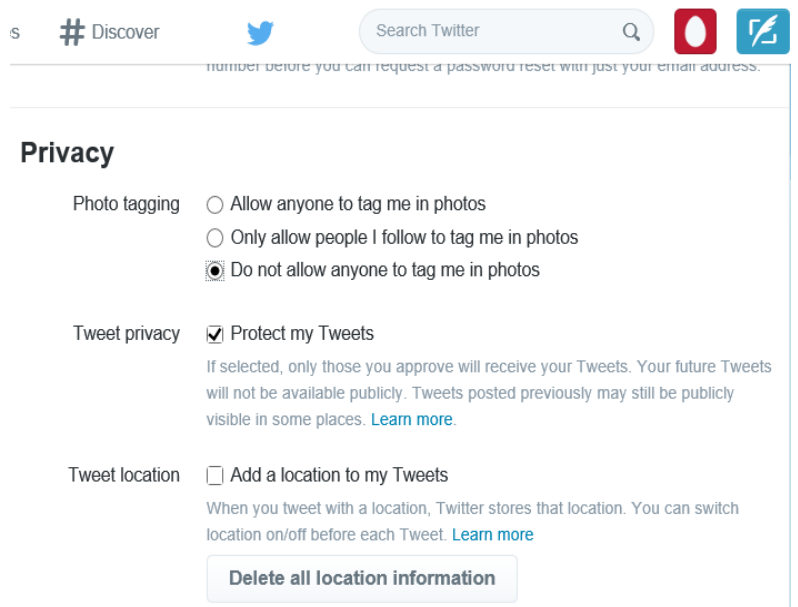 s # Discover Search Twitter
number before you can request a password reset with just your email address.
Privacy
Photo tagging Allow anyone to tag me in photos
Only allow people I follow to tag me in photos
Do not allow anyone to tag me in photos
Tweet privacy Protect my Tweets
If selected, only those you approve will receive your Tweets. Your future Tweets
will not be available publicly. Tweets posted previously may still be publicly
visible in some places. Learn more.
Tweet location Add a location to my Tweets
When you tweet with a location, Twitter stores that location. You can switch
location on/off before each Tweet. Learn more
Delete all location information